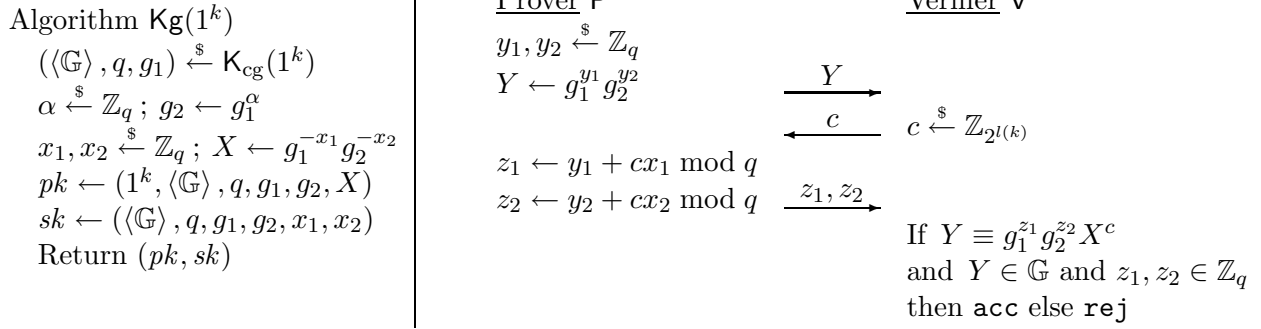 Algorithm Kg(1^k)
(⟨𝔾⟩, q, g_1) ←$ K_cg(1^k)
α ←$ ℤ_q ; g_2 ← g_1^α
x_1, x_2 ←$ ℤ_q ; X ← g_1^{-x_1} g_2^{-x_2}
pk ← (1^k, ⟨𝔾⟩, q, g_1, g_2, X)
sk ← (⟨𝔾⟩, q, g_1, g_2, x_1, x_2)
Return (pk, sk)
Prover P
Verifier V
y_1, y_2 ←$ ℤ_q
Y ← g_1^{y_1} g_2^{y_2}
Y
c
c ←$ ℤ_{2^{l(k)}}
z_1 ← y_1 + cx_1 mod q
z_2 ← y_2 + cx_2 mod q
z_1, z_2
If Y ≡ g_1^{z_1} g_2^{z_2} X^c
and Y ∈ 𝔾 and z_1, z_2 ∈ ℤ_q
then acc else rej